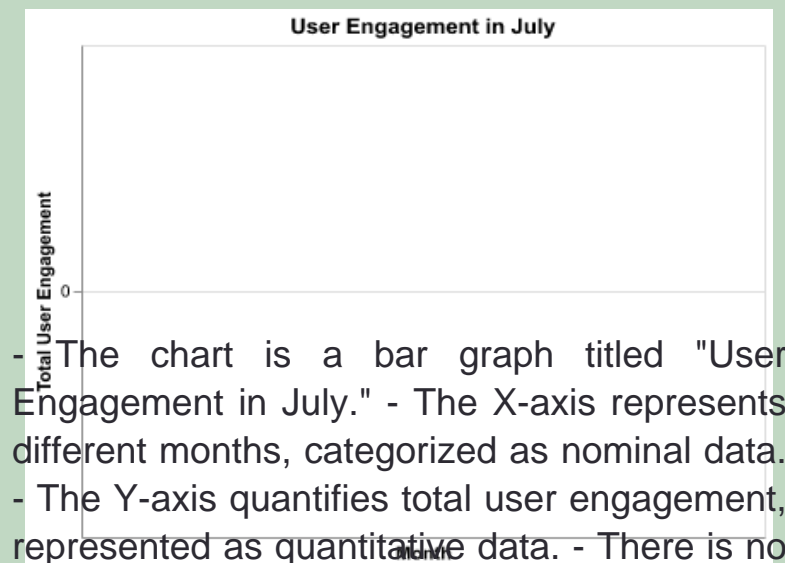 User Engagement in July
Total User Engagement
0
- The chart is a bar graph titled "User
Engagement in July." - The X-axis represents
different months, categorized as nominal data.
- The Y-axis quantifies total user engagement,
represented as quantitative data. - There is no
Month